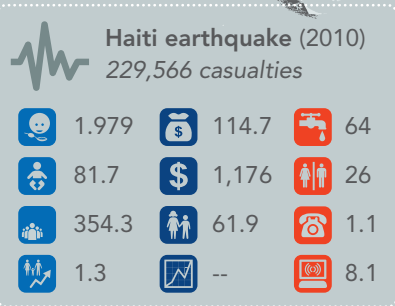 Haiti earthquake (2010)
229,566 casualties
1.979 $ 114.7 64
81.7 $ 1,176 26
354.3 61.9 1.1
1.3 -- 8.1